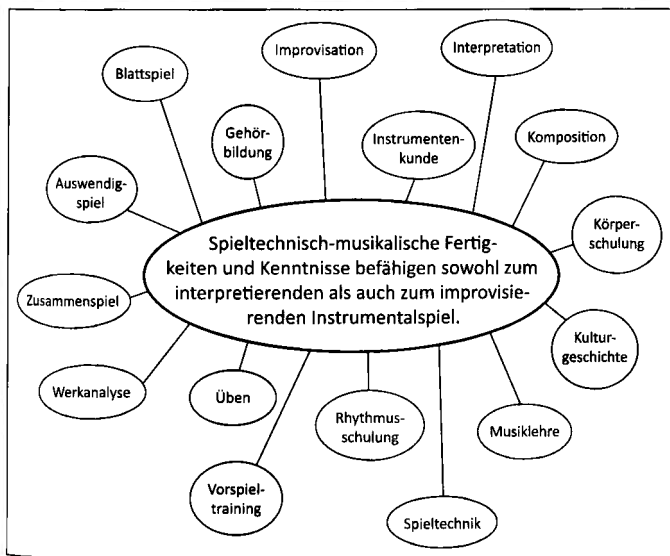 Improvisation
Interpretation
Blattspiel
Gehör-
bildung
Instrumenten-
kunde
Komposition
Auswendig-
spiel
Körper-
schulung
Spieltechnisch-musikalische Fertig-
keiten und Kenntnisse befähigen sowohl zum
interpretierenden als auch zum improvisie-
renden Instrumentalspiel.
Zusammenspiel
Kultur-
geschichte
Werkanalyse
Üben
Rhythmus-
schulung
Musiklehre
Vorspiel-
training
Spieltechnik